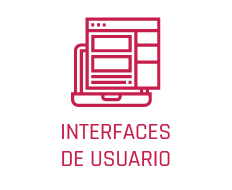 INTERFACES
DE USUARIO